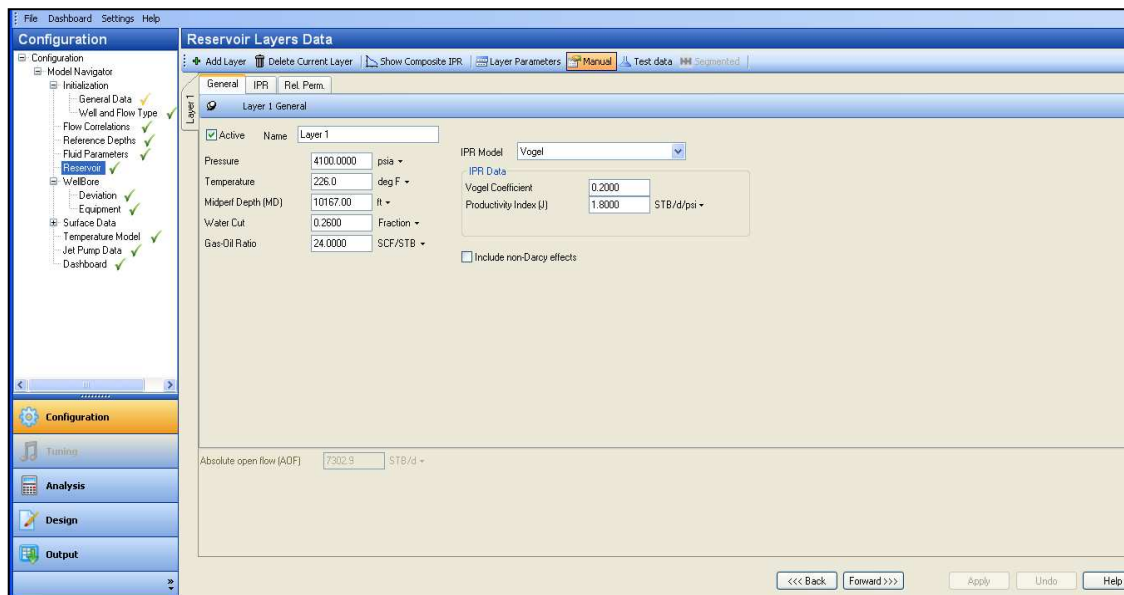 File Dashboard Settings Help
Configuration
Reservoir Layers Data
Add Layer Delete Current Layer Show Composite IPR Layer Parameters Manual Test data Segmented
Configuration
Model Navigator
Initialization
General Data
Well and Flow Type
Flow Correlations
Reference Depths
Fluid Parameters
Reservoir
WellBore
Deviation
Equipment
Surface Data
Temperature Model
Jet Pump Data
Dashboard
Configuration
Tuning
Analysis
Design
Output
Layer 1
General IPR Rel. Perm.
Layer 1 General
Active Name Layer 1
Pressure 4100.0000 psia
Temperature 226.0 deg F
Midperf Depth (MD) 10167.00 ft
Water Cut 0.2600 Fraction
Gas-Oil Ratio 24.0000 SCF/STB
IPR Model Vogel
IPR Data
Vogel Coefficient 0.2000
Productivity Index (J) 1.8000 STB/d/psi
Include non-Darcy effects
Absolute open flow (AOF) 7302.9 STB/d
<<< Back Forward >>> Apply Undo Help